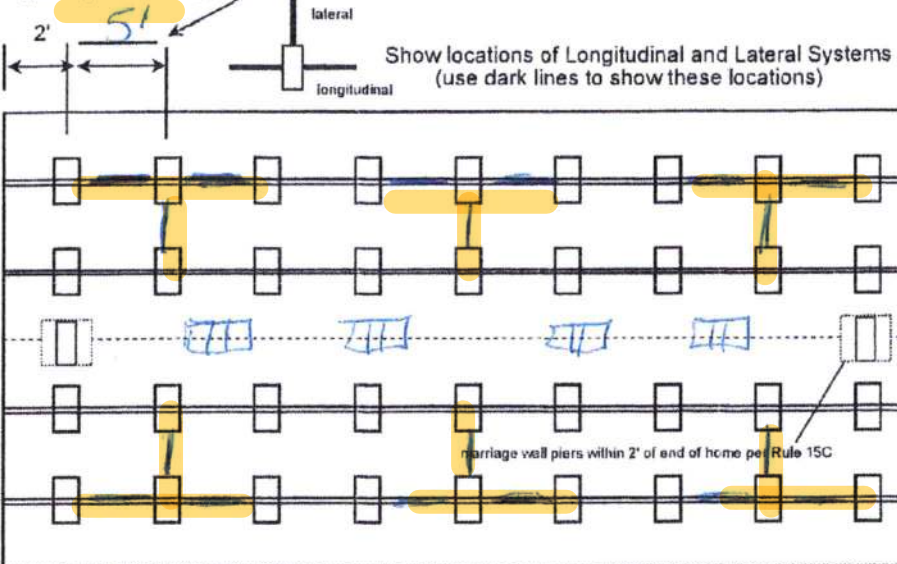 2'
5'
lateral
longitudinal
Show locations of Longitudinal and Lateral Systems
(use dark lines to show these locations)
marriage wall piers within 2' of end of home per Rule 15C